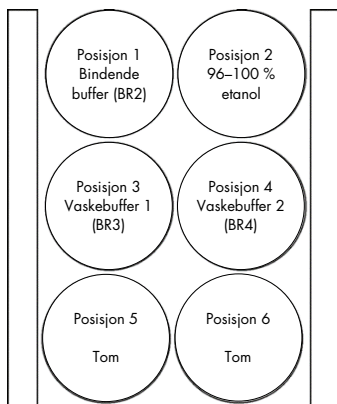 Posisjon 1
Bindende
buffer (BR2)
Posisjon 2
96–100 %
etanol
Posisjon 3
Vaskebuffer 1
(BR3)
Posisjon 4
Vaskebuffer 2
(BR4)
Posisjon 5
Tom
Posisjon 6
Tom